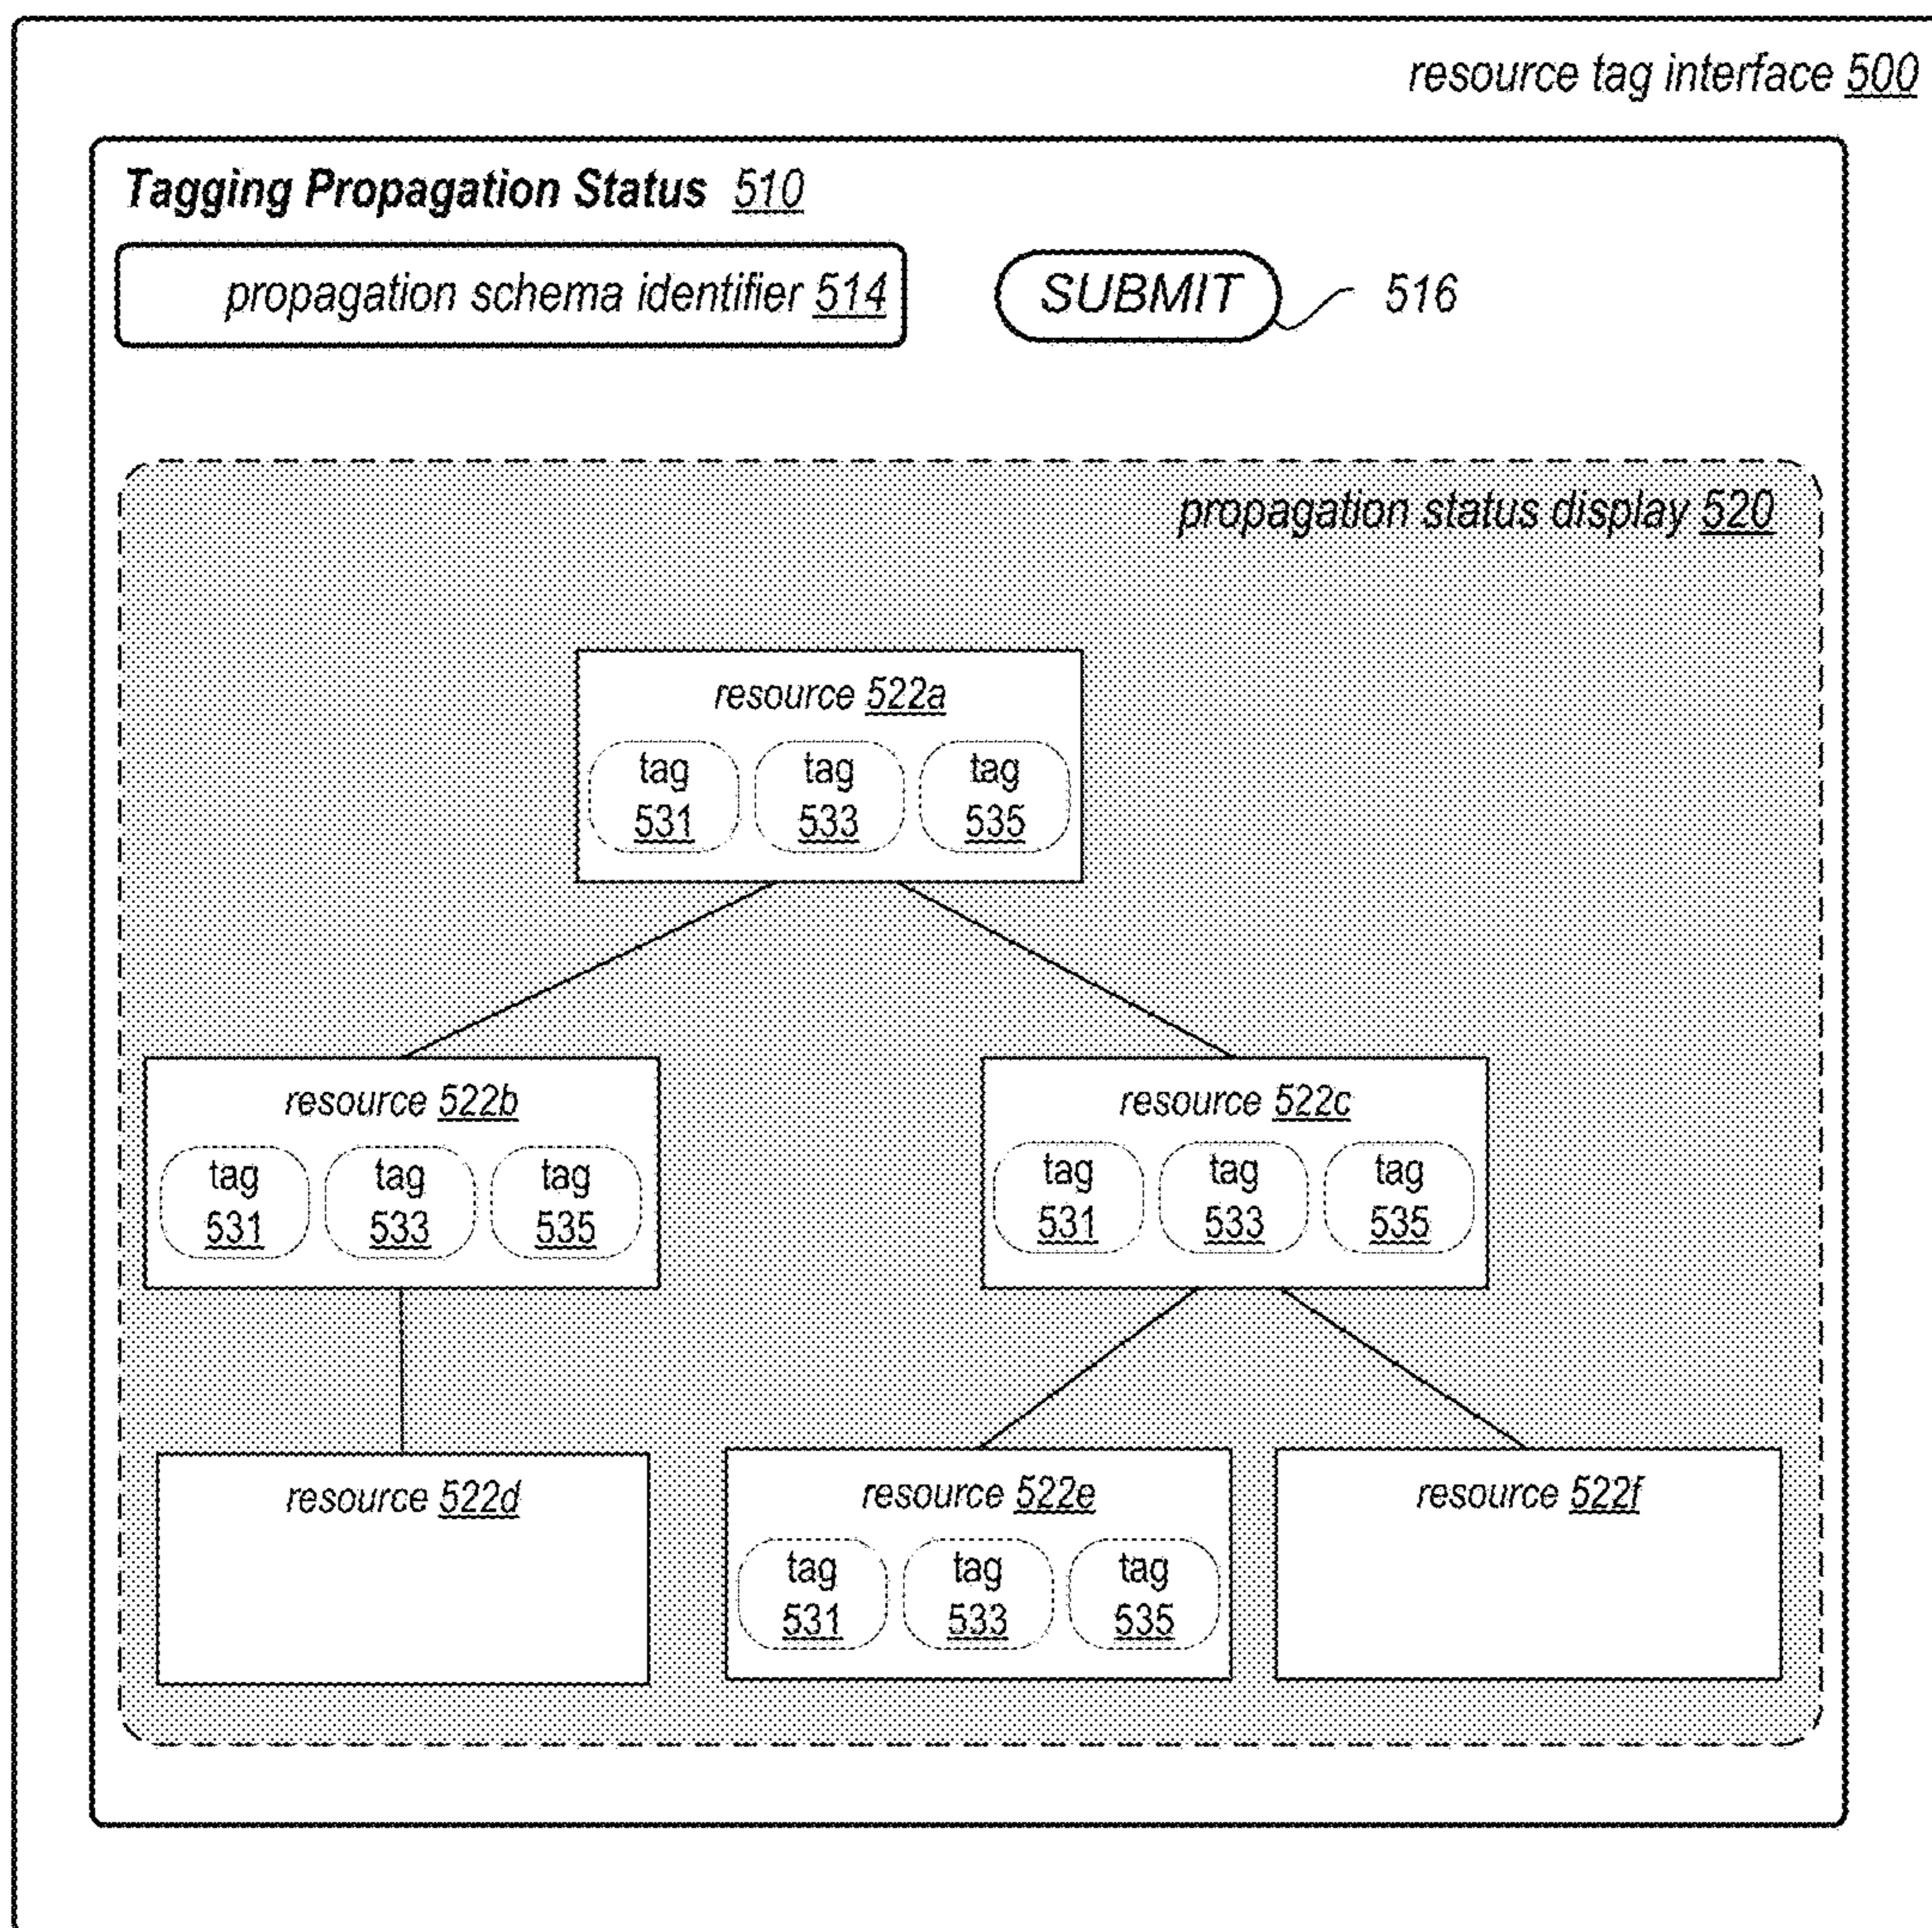 resource tag interface 500
Tagging Propagation Status 510
propagation schema identifier 514
SUBMIT
516
propagation status display 520
resource 522a
tag 531
tag 533
tag 535
resource 522b
tag 531
tag 533
tag 535
resource 522c
tag 531
tag 533
tag 535
resource 522d
resource 522e
tag 531
tag 533
tag 535
resource 522f